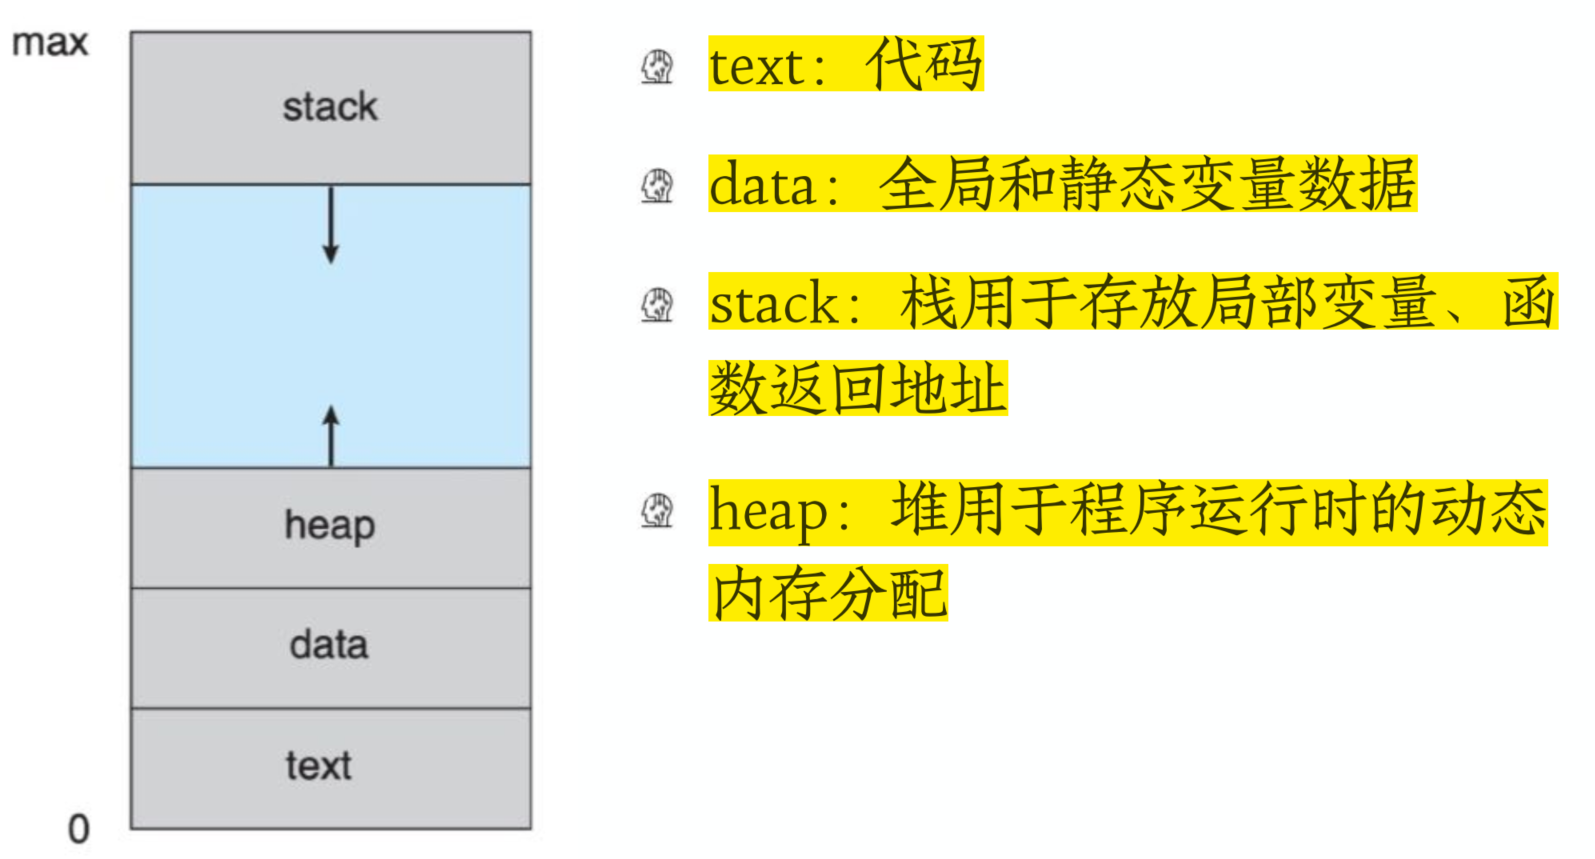 max
stack
heap
data
text
0
text：代码
data：全局和静态变量数据
stack：栈用于存放局部变量、函
数返回地址
heap：堆用于程序运行时的动态
内存分配